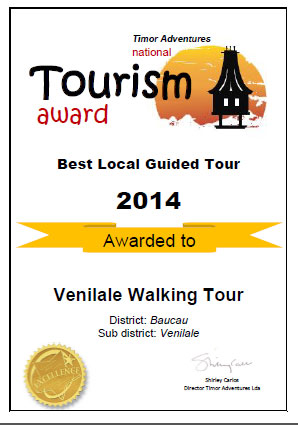 Timor Adventures
national
Tourism
award
Best Local Guided Tour
2014
Awarded to
Venilale Walking Tour
District: Baucau
Sub district: Venilale
EXCELLENCE
Shirley Carlos
Director Timor Adventures Lda